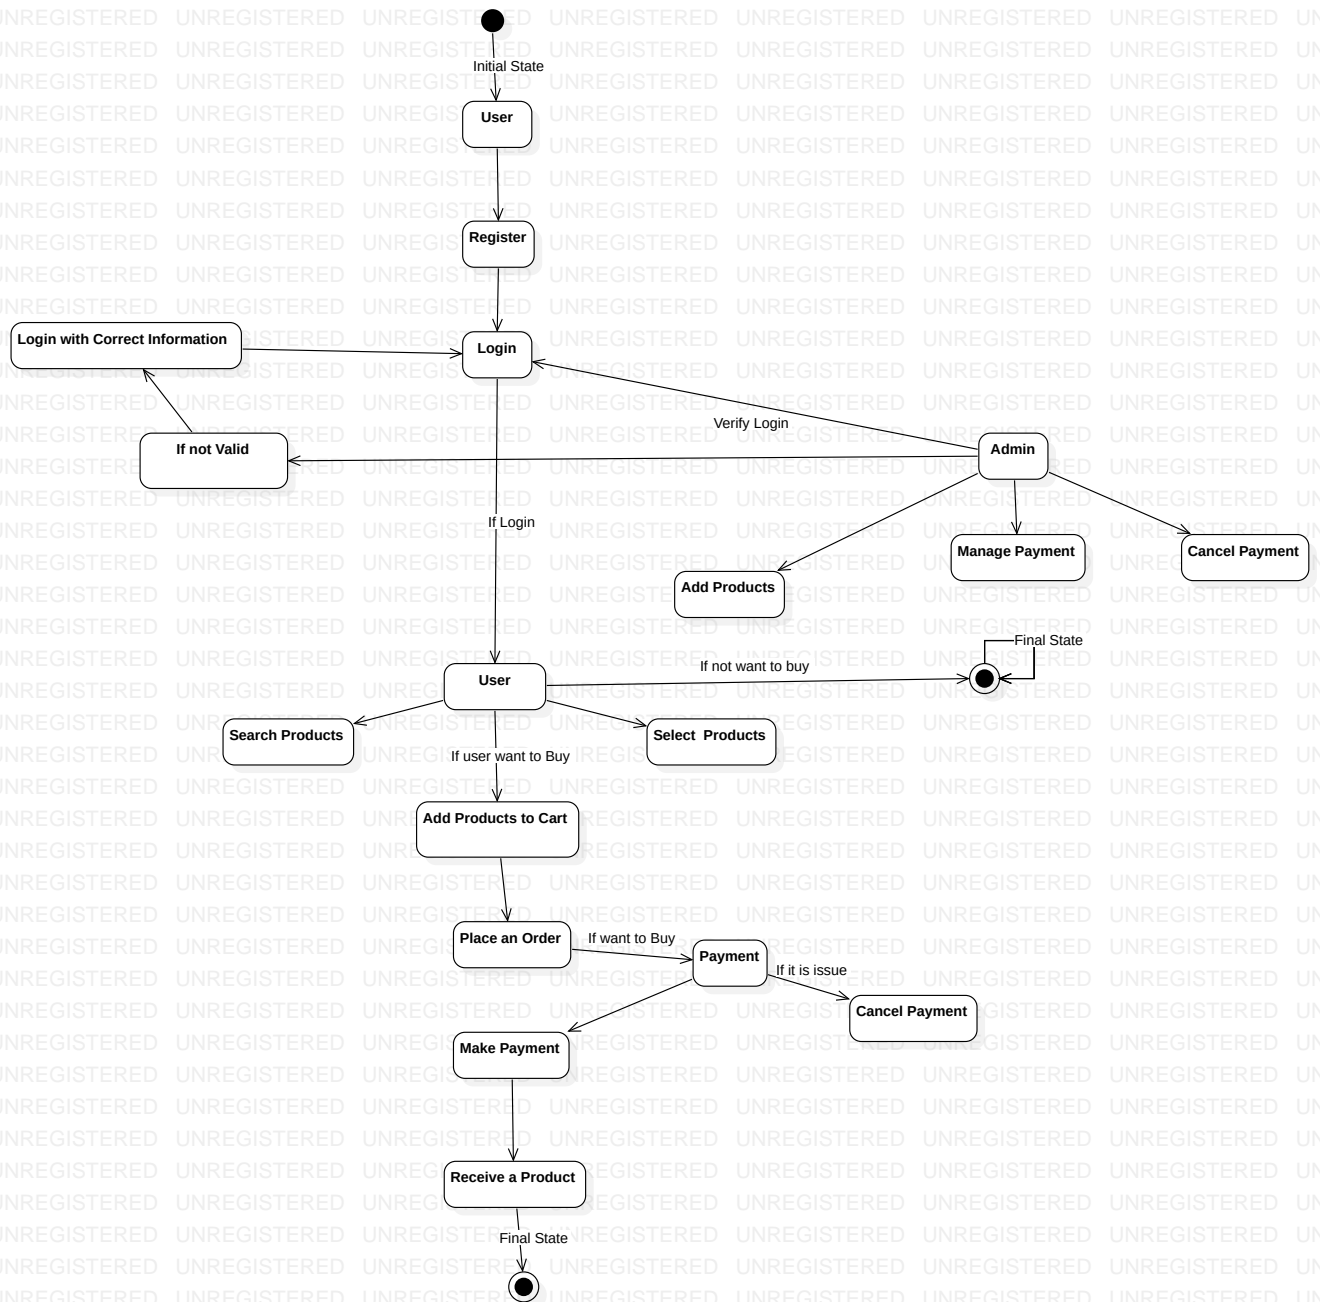 Initial State
User
Register
Login with Correct Information
Login
Verify Login
If not Valid
Admin
If Login
Manage Payment
Cancel Payment
Add Products
Final State
If not want to buy
User
Search Products
Select  Products
If user want to Buy
Add Products to Cart
Place an Order
If want to Buy
Payment
If it is issue
Cancel Payment
Make Payment
Receive a Product
Final State
UNREGISTERED